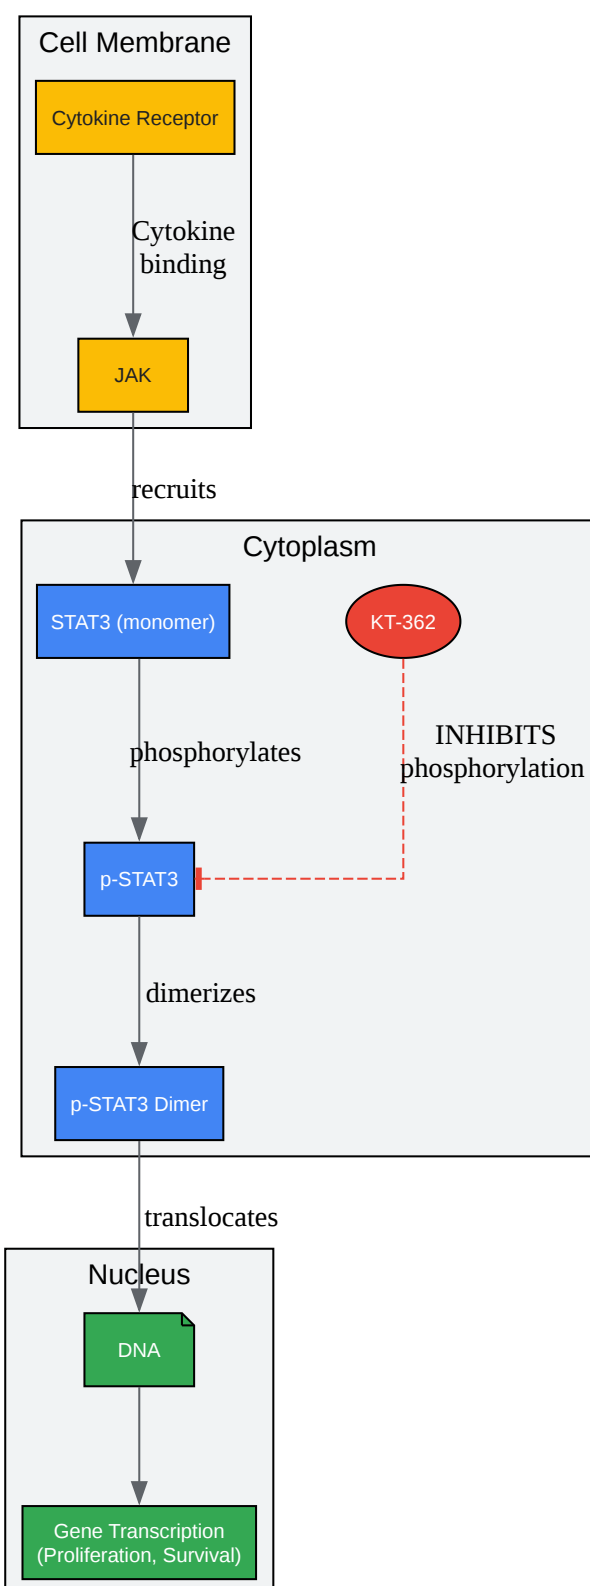 Cell Membrane
Cytokine Receptor
Cytokine
binding
JAK
recruits
Cytoplasm
STAT3 (monomer)
KT-362
phosphorylates
INHIBITS
phosphorylation
p-STAT3
dimerizes
p-STAT3 Dimer
translocates
Nucleus
DNA
Gene Transcription
(Proliferation, Survival)